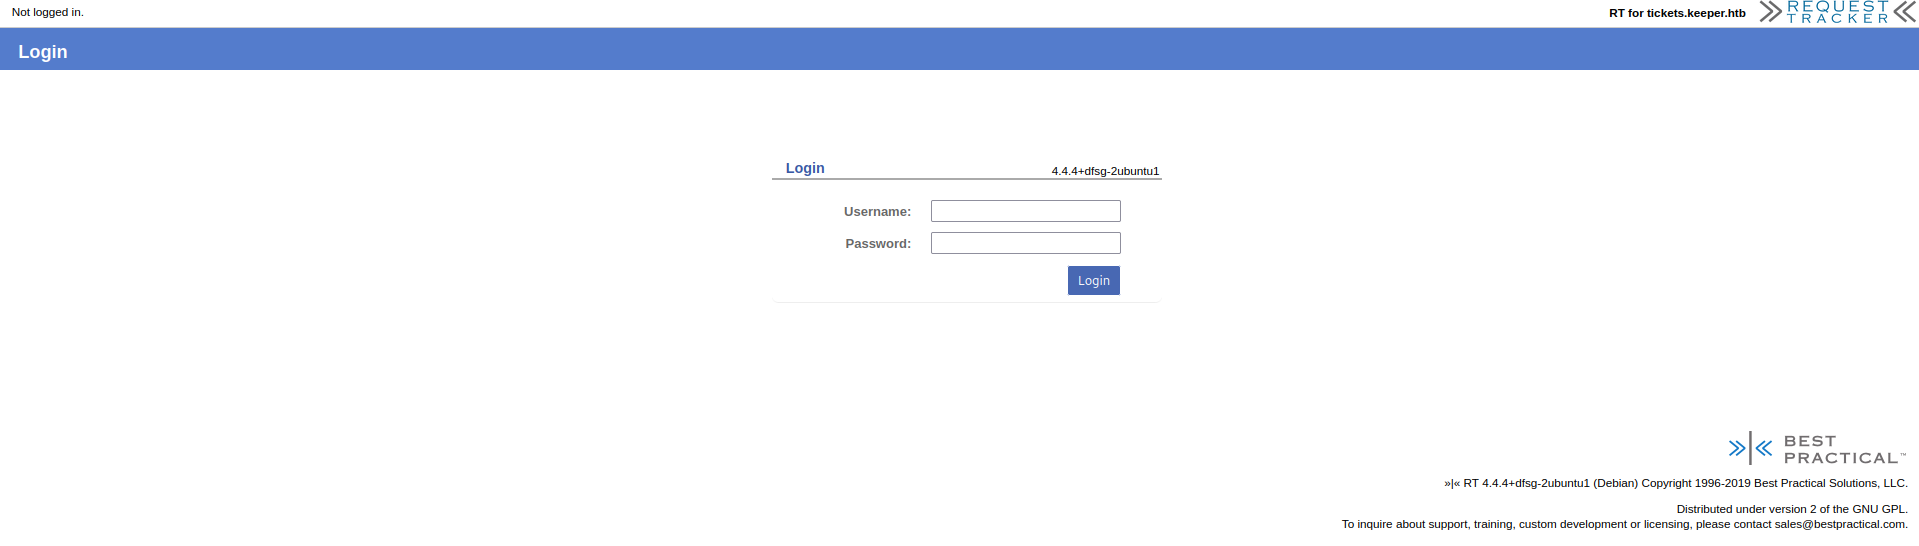 Not logged in.
RT for tickets.keeper.htb
REQUEST
TRACKER
Login
Login
4.4.4+dfsg-2ubuntu1
Username:
Password:
Login
BEST
PRACTICAL™
»|« RT 4.4.4+dfsg-2ubuntu1 (Debian) Copyright 1996-2019 Best Practical Solutions, LLC.
Distributed under version 2 of the GNU GPL.
To inquire about support, training, custom development or licensing, please contact sales@bestpractical.com.